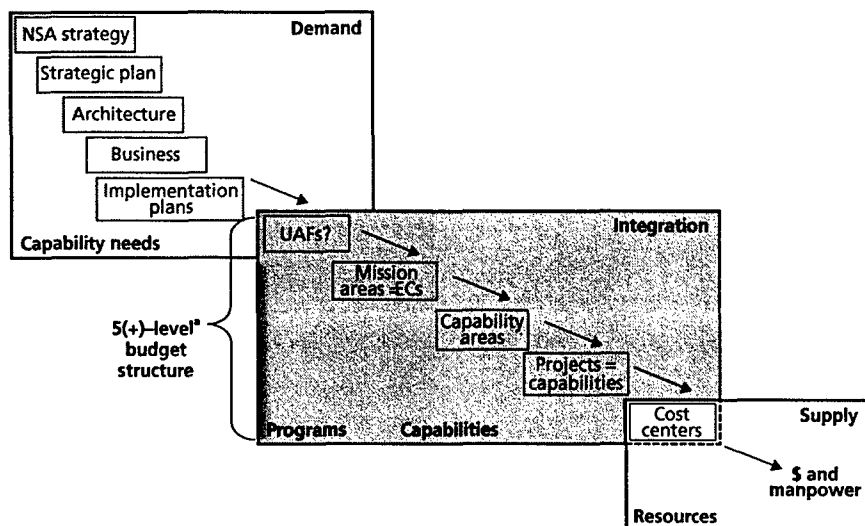 Demand
NSA strategy
Strategic plan
Architecture
Business
Implementation
plans
Capability needs
Integration
UAFs?
Mission
areas =ECs
Capability
areas
Projects =
capabilities
5(+)–levelᵃ
budget
structure
Programs
Capabilities
Cost
centers
Supply
$ and
manpower
Resources